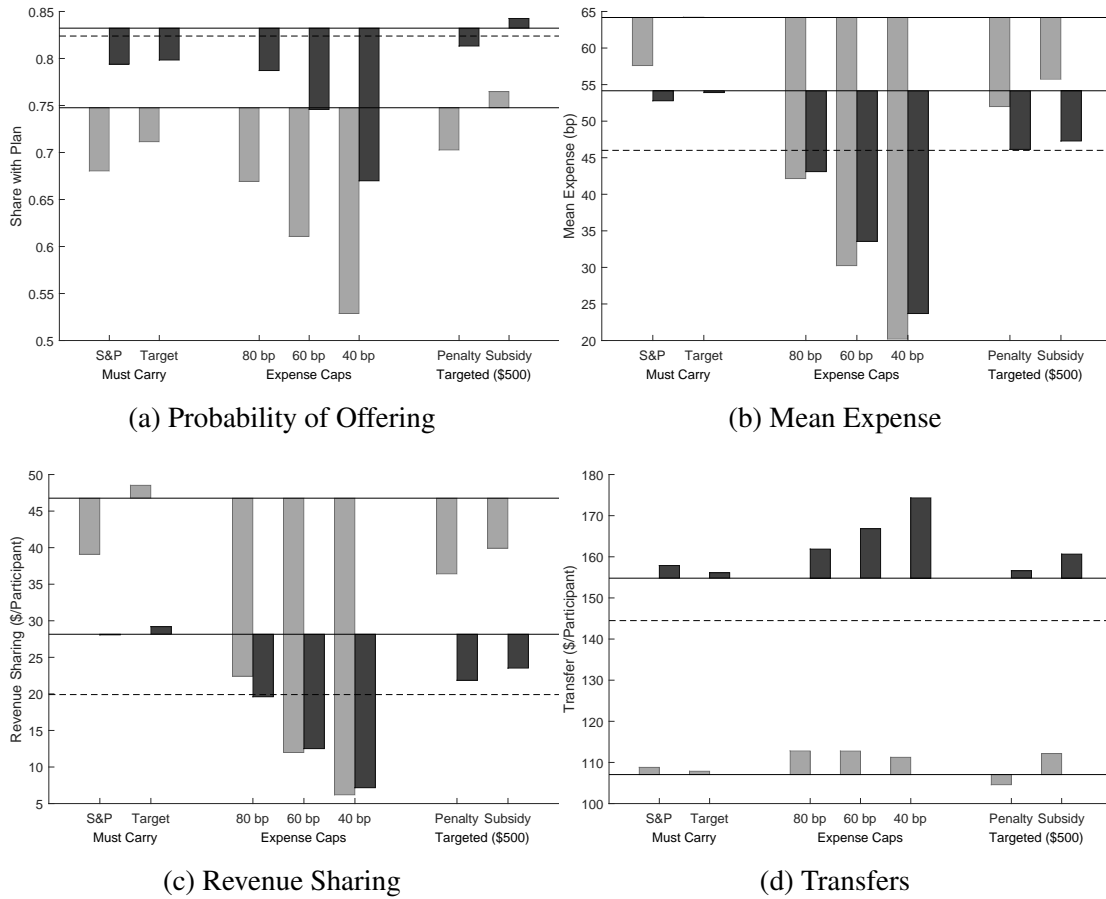 0.85
0.8
0.75
0.7
0.65
0.6
0.55
0.5
Share with Plan
S&P Target 80 bp 60 bp 40 bp Penalty Subsidy
Must Carry Expense Caps Targeted ($500)
(a) Probability of Offering
65
60
55
50
45
40
35
30
25
20
Mean Expense (bp)
S&P Target 80 bp 60 bp 40 bp Penalty Subsidy
Must Carry Expense Caps Targeted ($500)
(b) Mean Expense
50
45
40
35
30
25
20
15
10
5
Revenue Sharing ($/Participant)
S&P Target 80 bp 60 bp 40 bp Penalty Subsidy
Must Carry Expense Caps Targeted ($500)
(c) Revenue Sharing
180
170
160
150
140
130
120
110
100
Transfer ($/Participant)
S&P Target 80 bp 60 bp 40 bp Penalty Subsidy
Must Carry Expense Caps Targeted ($500)
(d) Transfers